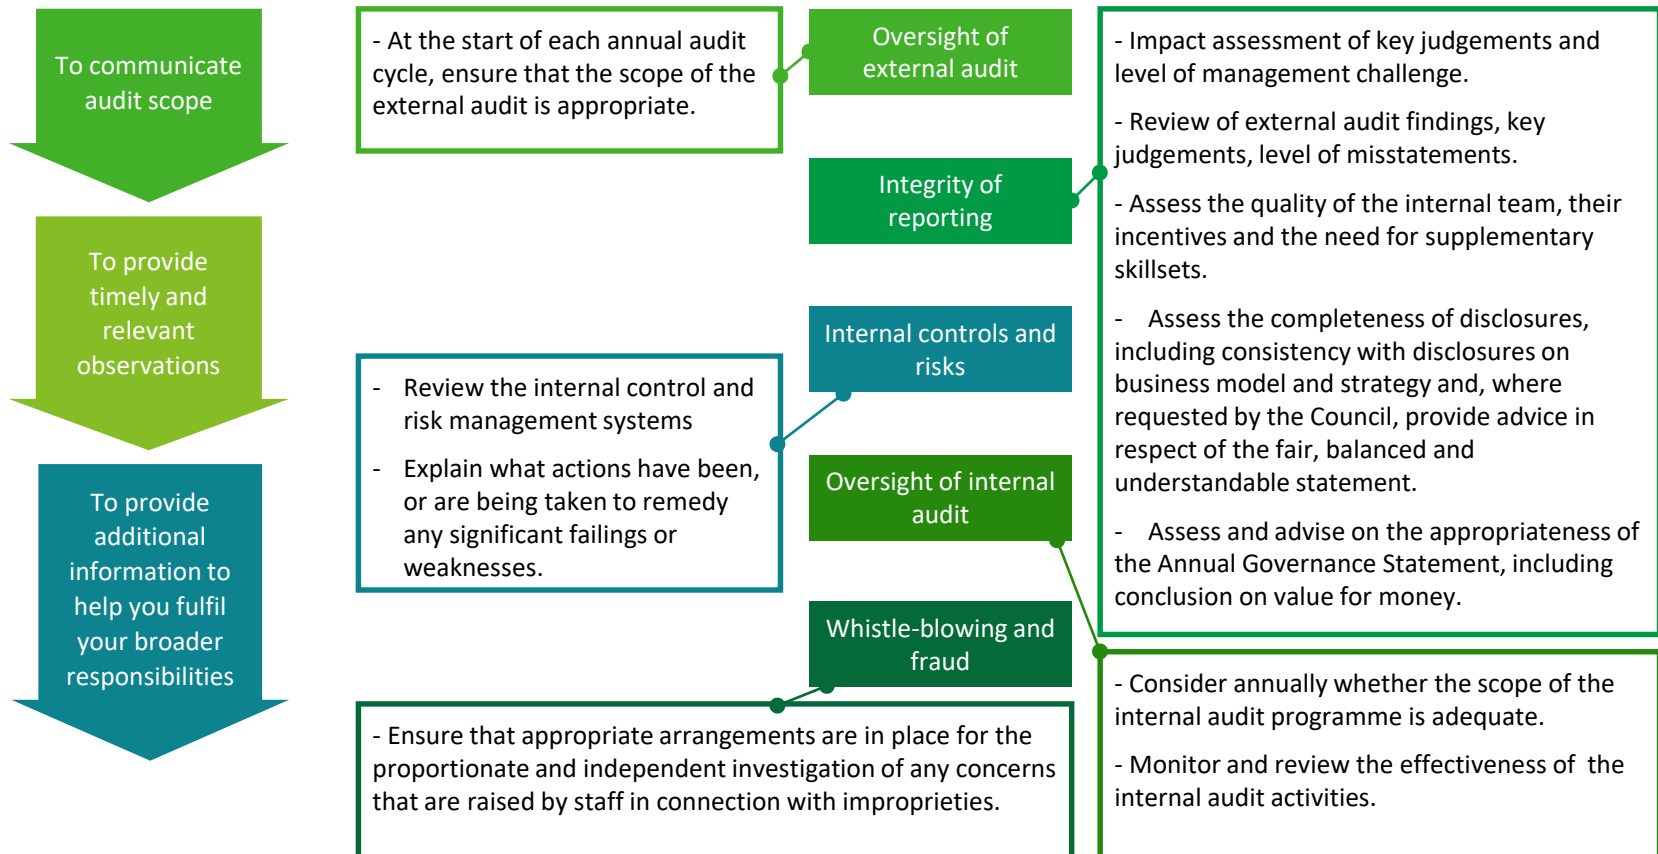 To communicate
audit scope
To provide
timely and
relevant
observations
To provide
additional
information to
help you fulfil
your broader
responsibilities
- At the start of each annual audit
cycle, ensure that the scope of the
external audit is appropriate.
Oversight of
external audit
Integrity of
reporting
- Impact assessment of key judgements and
level of management challenge.
- Review of external audit findings, key
judgements, level of misstatements.
- Assess the quality of the internal team, their
incentives and the need for supplementary
skillsets.
- Assess the completeness of disclosures,
including consistency with disclosures on
business model and strategy and, where
requested by the Council, provide advice in
respect of the fair, balanced and
understandable statement.
- Assess and advise on the appropriateness of
the Annual Governance Statement, including
conclusion on value for money.
Internal controls and
risks
- Review the internal control and
risk management systems
- Explain what actions have been,
or are being taken to remedy
any significant failings or
weaknesses.
Oversight of internal
audit
- Consider annually whether the scope of the
internal audit programme is adequate.
- Monitor and review the effectiveness of the
internal audit activities.
Whistle-blowing and
fraud
- Ensure that appropriate arrangements are in place for the
proportionate and independent investigation of any concerns
that are raised by staff in connection with improprieties.